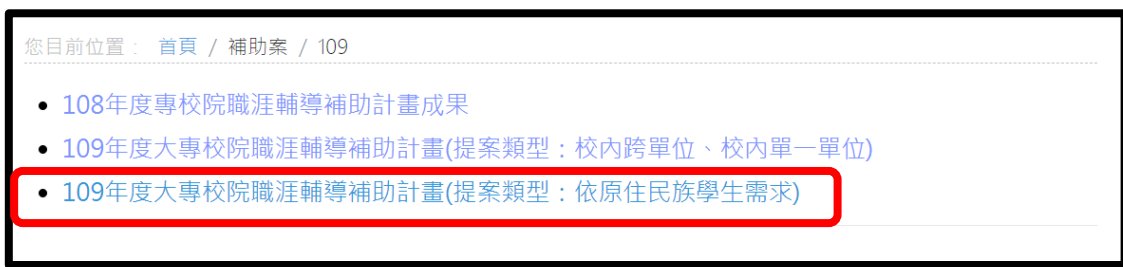 您目前位置： 首頁 / 補助案 / 109
108年度專校院職涯輔導補助計畫成果
109年度大專校院職涯輔導補助計畫(提案類型：校內跨單位、校內單一單位)
109年度大專校院職涯輔導補助計畫(提案類型：依原住民族學生需求)